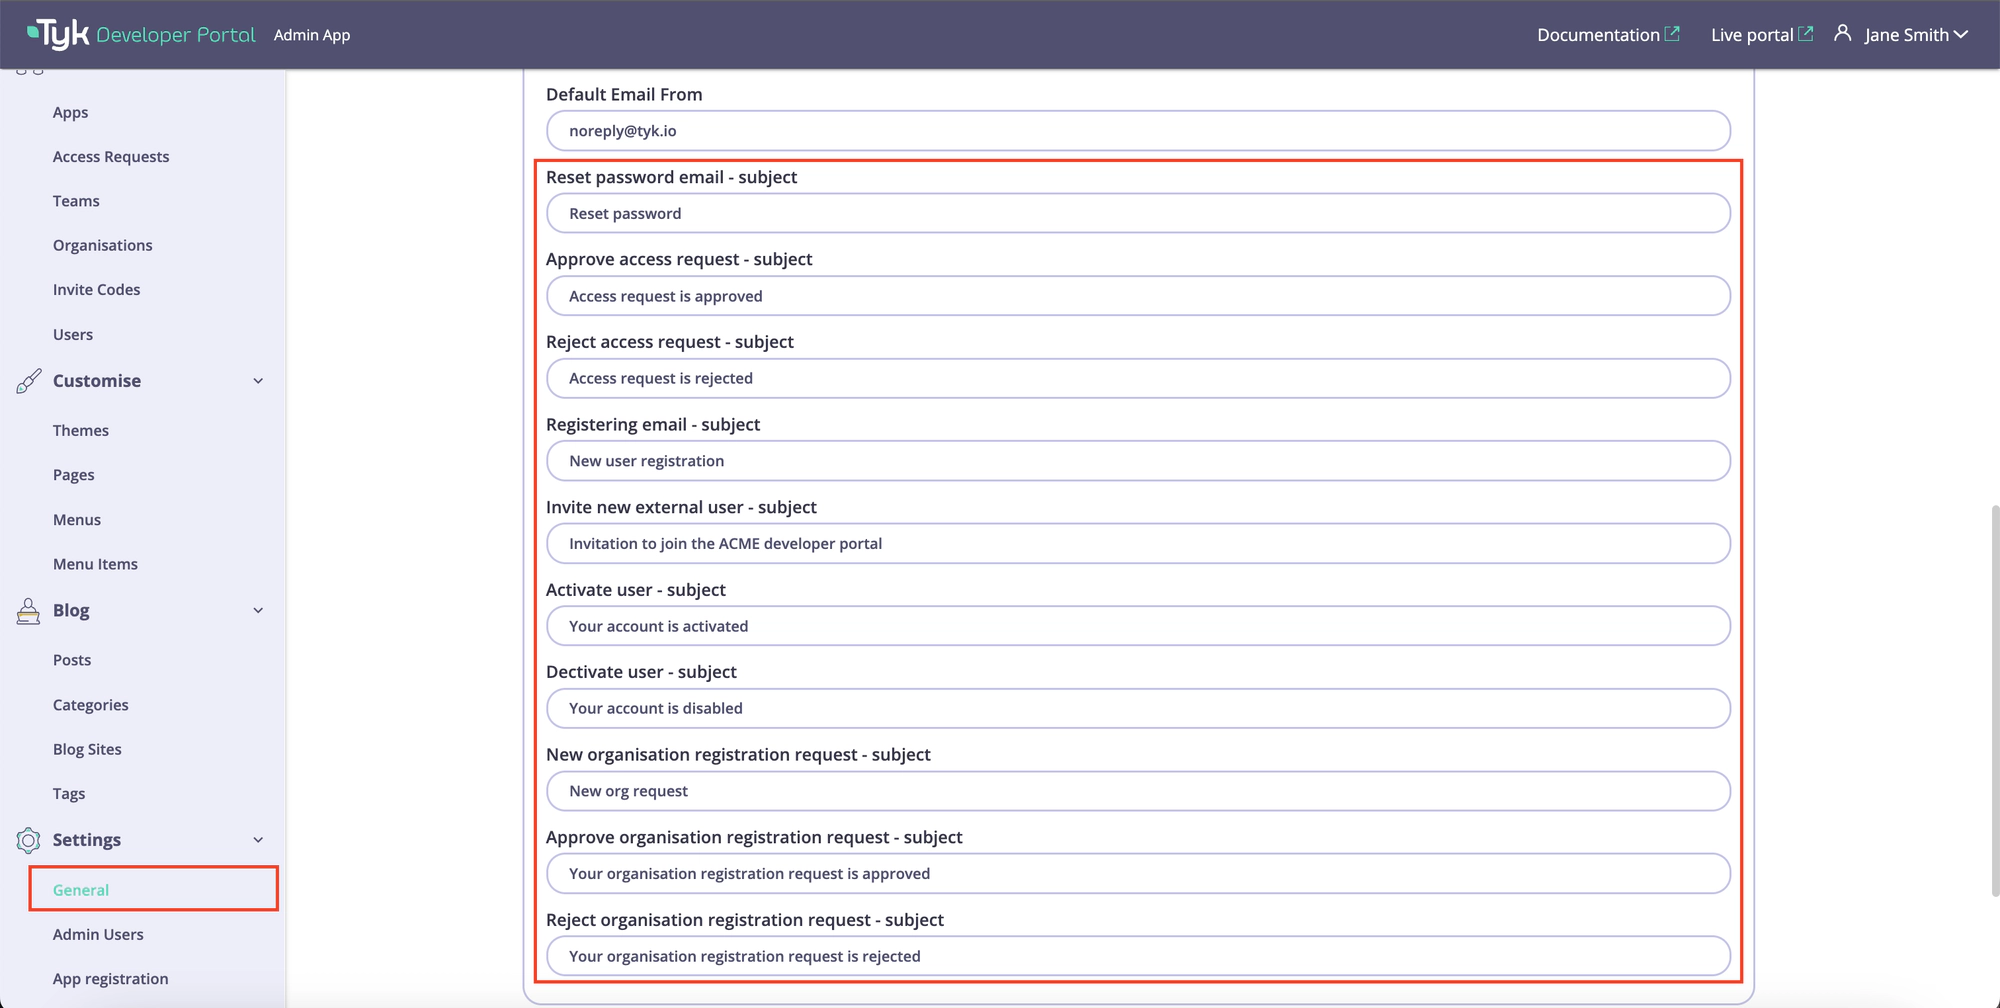 Tyk Developer Portal Admin App Documentation Live portal Jane Smith
Apps
Access Requests
Teams
Organisations
Invite Codes
Users
Customise
Themes
Pages
Menus
Menu Items
Blog
Posts
Categories
Blog Sites
Tags
Settings
General
Admin Users
App registration
Default Email From
noreply@tyk.io
Reset password email - subject
Reset password
Approve access request - subject
Access request is approved
Reject access request - subject
Access request is rejected
Registering email - subject
New user registration
Invite new external user - subject
Invitation to join the ACME developer portal
Activate user - subject
Your account is activated
Dectivate user - subject
Your account is disabled
New organisation registration request - subject
New org request
Approve organisation registration request - subject
Your organisation registration request is approved
Reject organisation registration request - subject
Your organisation registration request is rejected